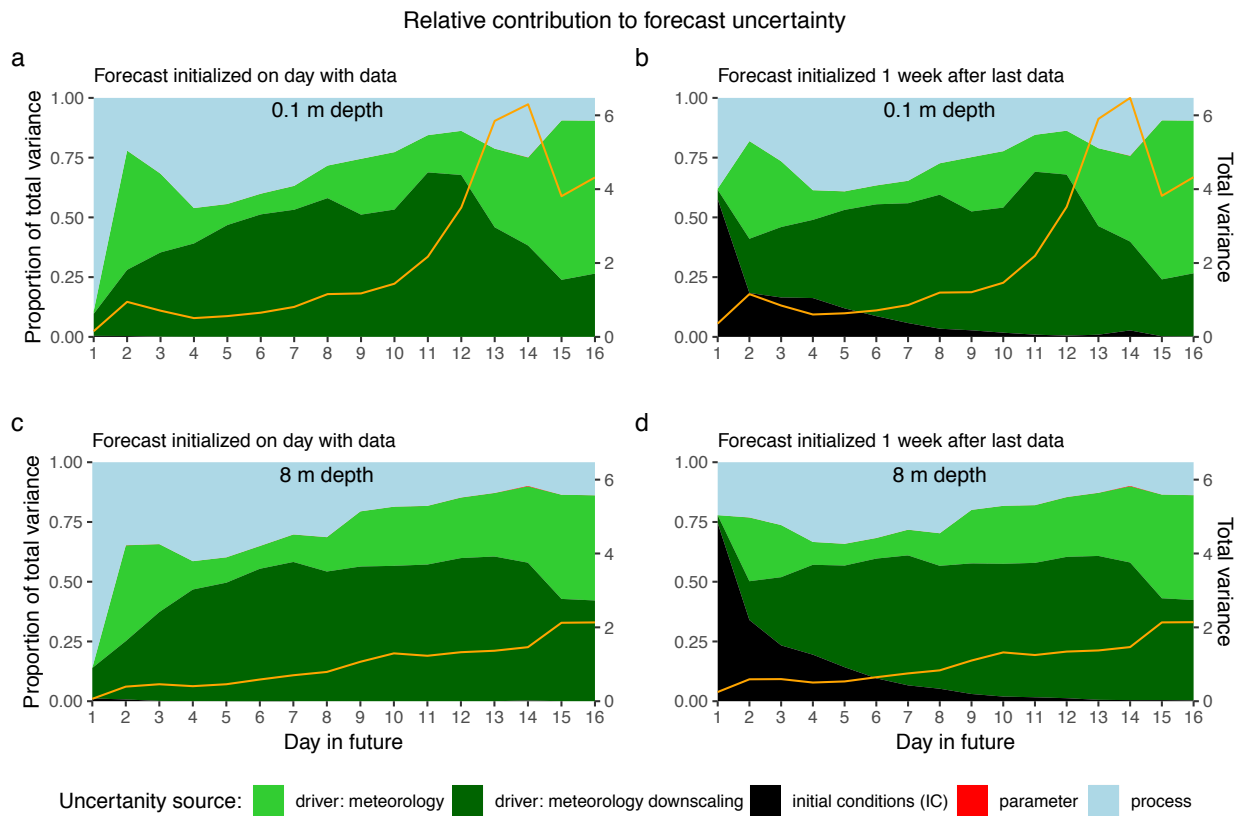 Relative contribution to forecast uncertainty
a
Forecast initialized on day with data
0.1 m depth
Proportion of total variance
1.00
0.75
0.50
0.25
0.00
6
4
2
0
1 2 3 4 5 6 7 8 9 10 11 12 13 14 15 16
b
Forecast initialized 1 week after last data
0.1 m depth
1.00
0.75
0.50
0.25
0.00
6
4
2
0
Total variance
1 2 3 4 5 6 7 8 9 10 11 12 13 14 15 16
c
Forecast initialized on day with data
8 m depth
Proportion of total variance
1.00
0.75
0.50
0.25
0.00
6
4
2
0
1 2 3 4 5 6 7 8 9 10 11 12 13 14 15 16
Day in future
d
Forecast initialized 1 week after last data
8 m depth
1.00
0.75
0.50
0.25
0.00
6
4
2
0
Total variance
1 2 3 4 5 6 7 8 9 10 11 12 13 14 15 16
Day in future
Uncertanity source: driver: meteorology driver: meteorology downscaling initial conditions (IC) parameter process